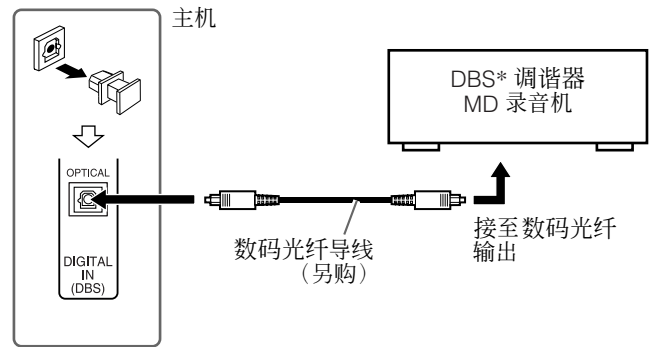 主机
DBS* 调谐器
MD 录音机
OPTICAL
DIGITAL
IN
(DBS)
数码光纤导线
（另购）
接至数码光纤
输出